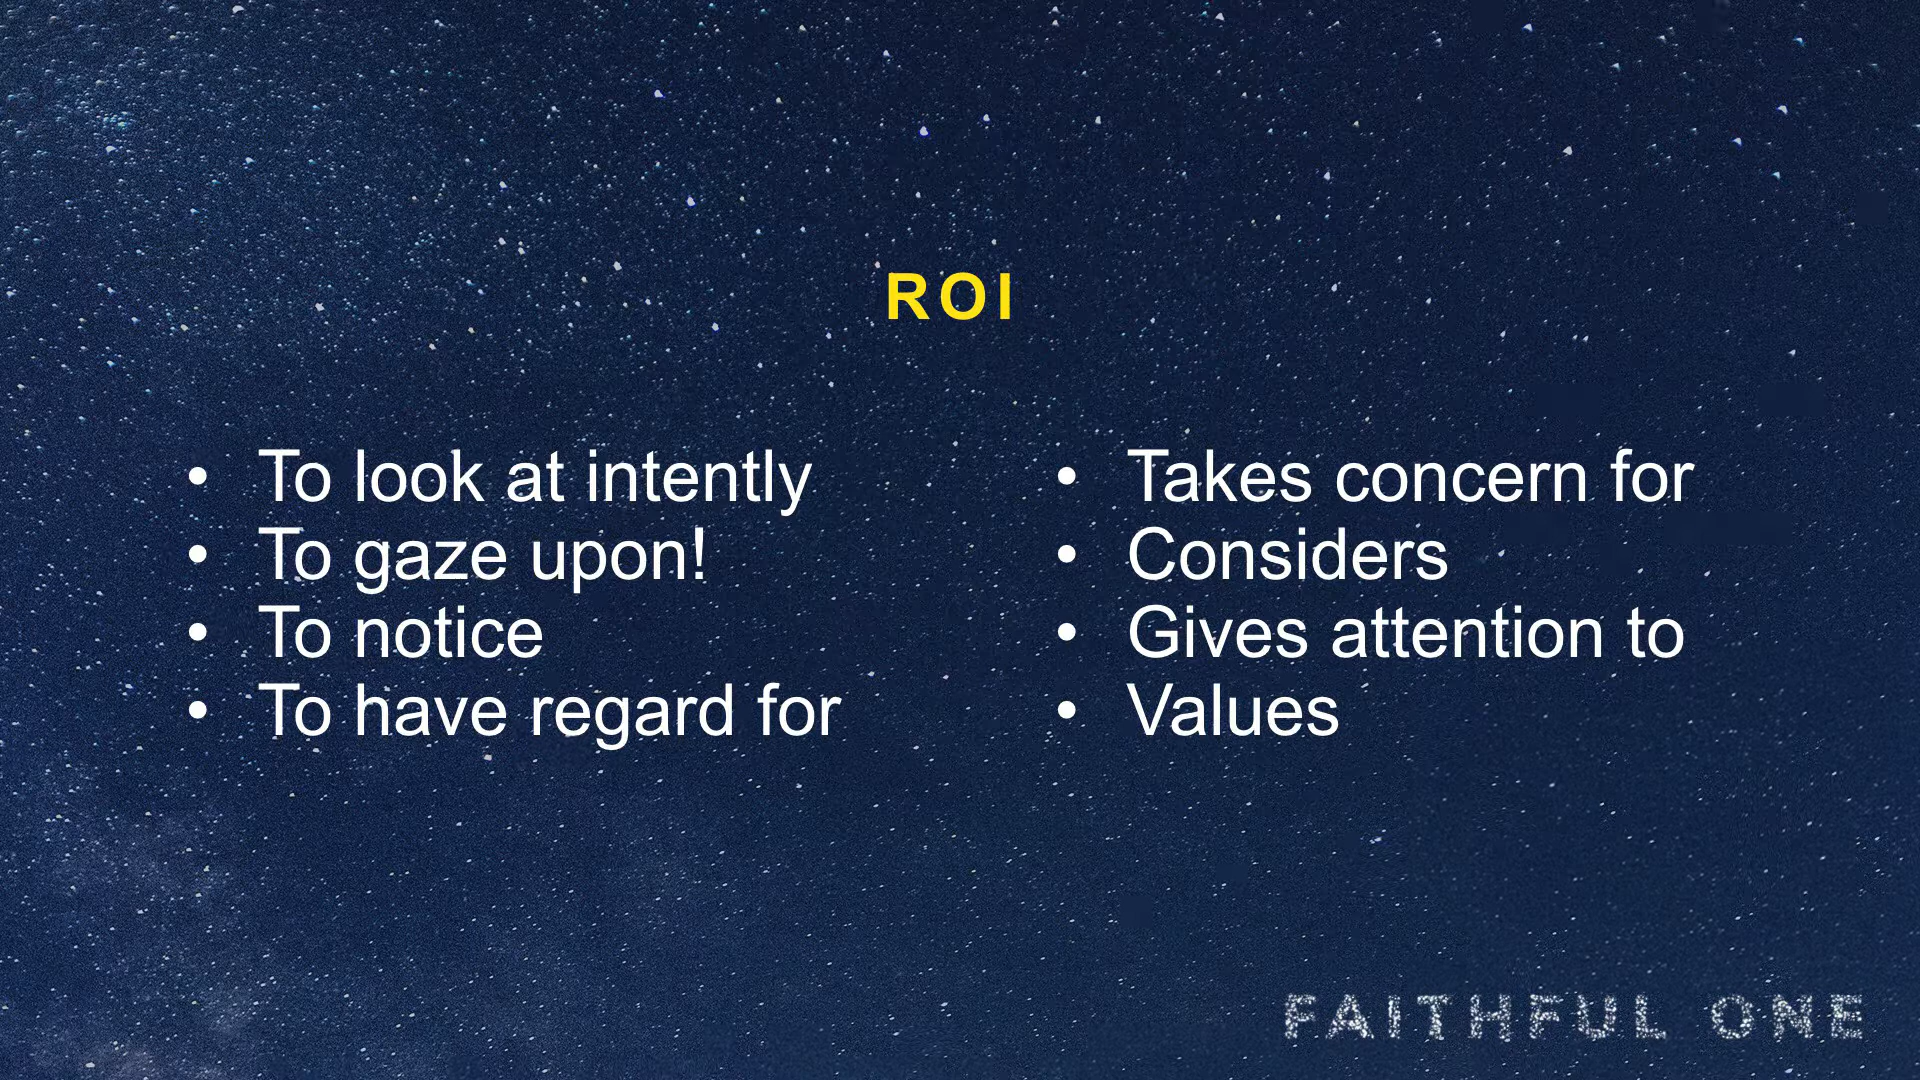 ROI
• To look at intently
• To gaze upon!
• To notice
• To have regard for
• Takes concern for
• Considers
• Gives attention to
• Values
FAITHFUL ONE